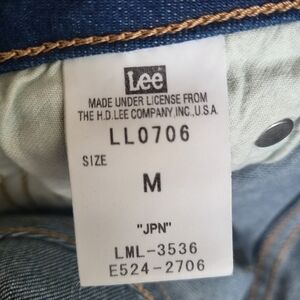 Lee
MADE UNDER LICENSE FROM
THE H.D.LEE COMPANY,INC.,U.S.A.
LL0706
SIZE
M
"JPN"
LML-3536
E524-2706